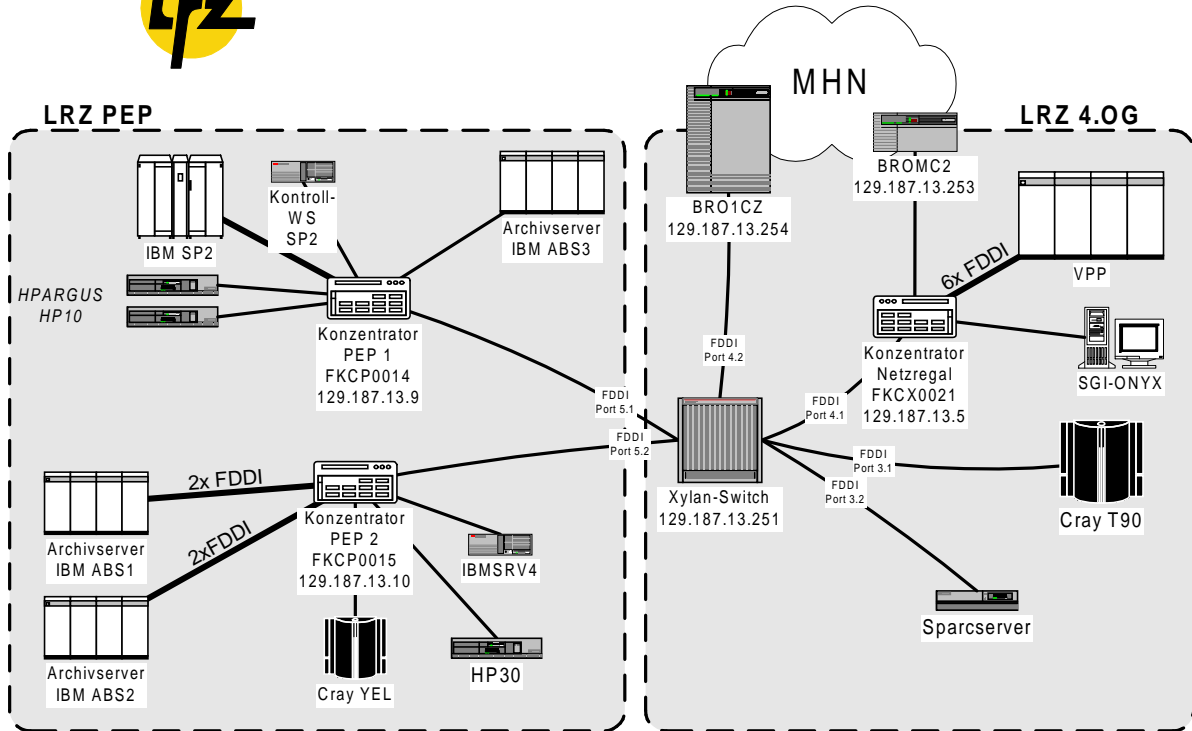 lrz
MHN
LRZ PEP
LRZ 4.OG
Kontroll-
WS
SP2
IBM SP2
Archivserver
IBM ABS3
HPARGUS
HP10
Konzentrator
PEP 1
FKCP0014
129.187.13.9
BRO1CZ
129.187.13.254
BROMC2
129.187.13.253
6x FDDI
VPP
FDDI
Port 4.2
Konzentrator
Netzregal
FKCX0021
129.187.13.5
SGI-ONYX
FDDI
Port 5.1
FDDI
Port 4.1
FDDI
Port 5.2
FDDI
Port 3.1
FDDI
Port 3.2
Xylan-Switch
129.187.13.251
Cray T90
Sparcserver
2x FDDI
2xFDDI
Archivserver
IBM ABS1
Konzentrator
PEP 2
FKCP0015
129.187.13.10
IBMSRV4
Archivserver
IBM ABS2
Cray YEL
HP30